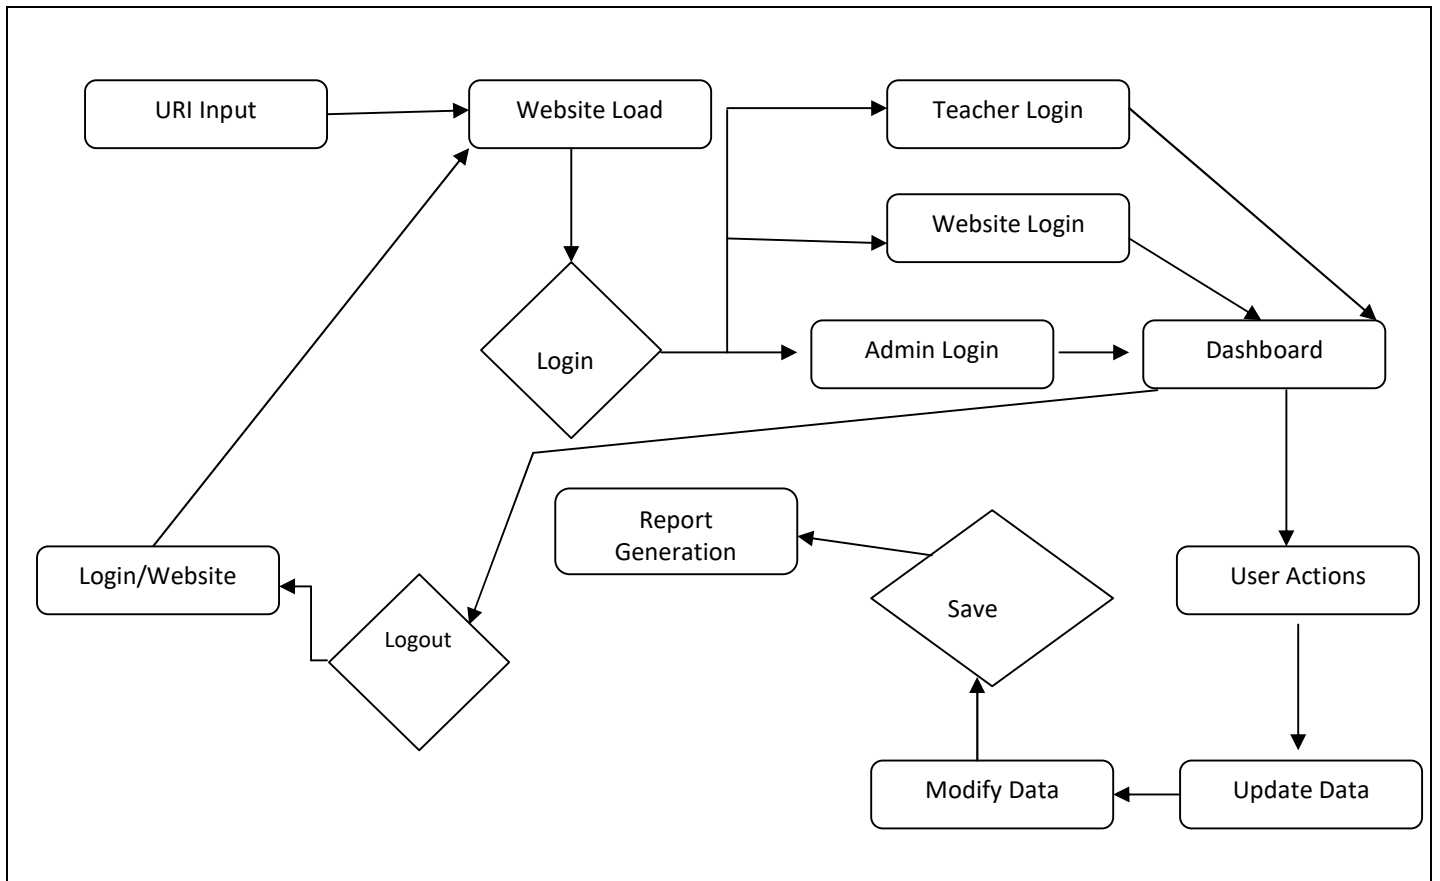 URI Input
Website Load
Teacher Login
Website Login
Login
Admin Login
Dashboard
Report
Generation
Login/Website
Logout
Save
User Actions
Modify Data
Update Data